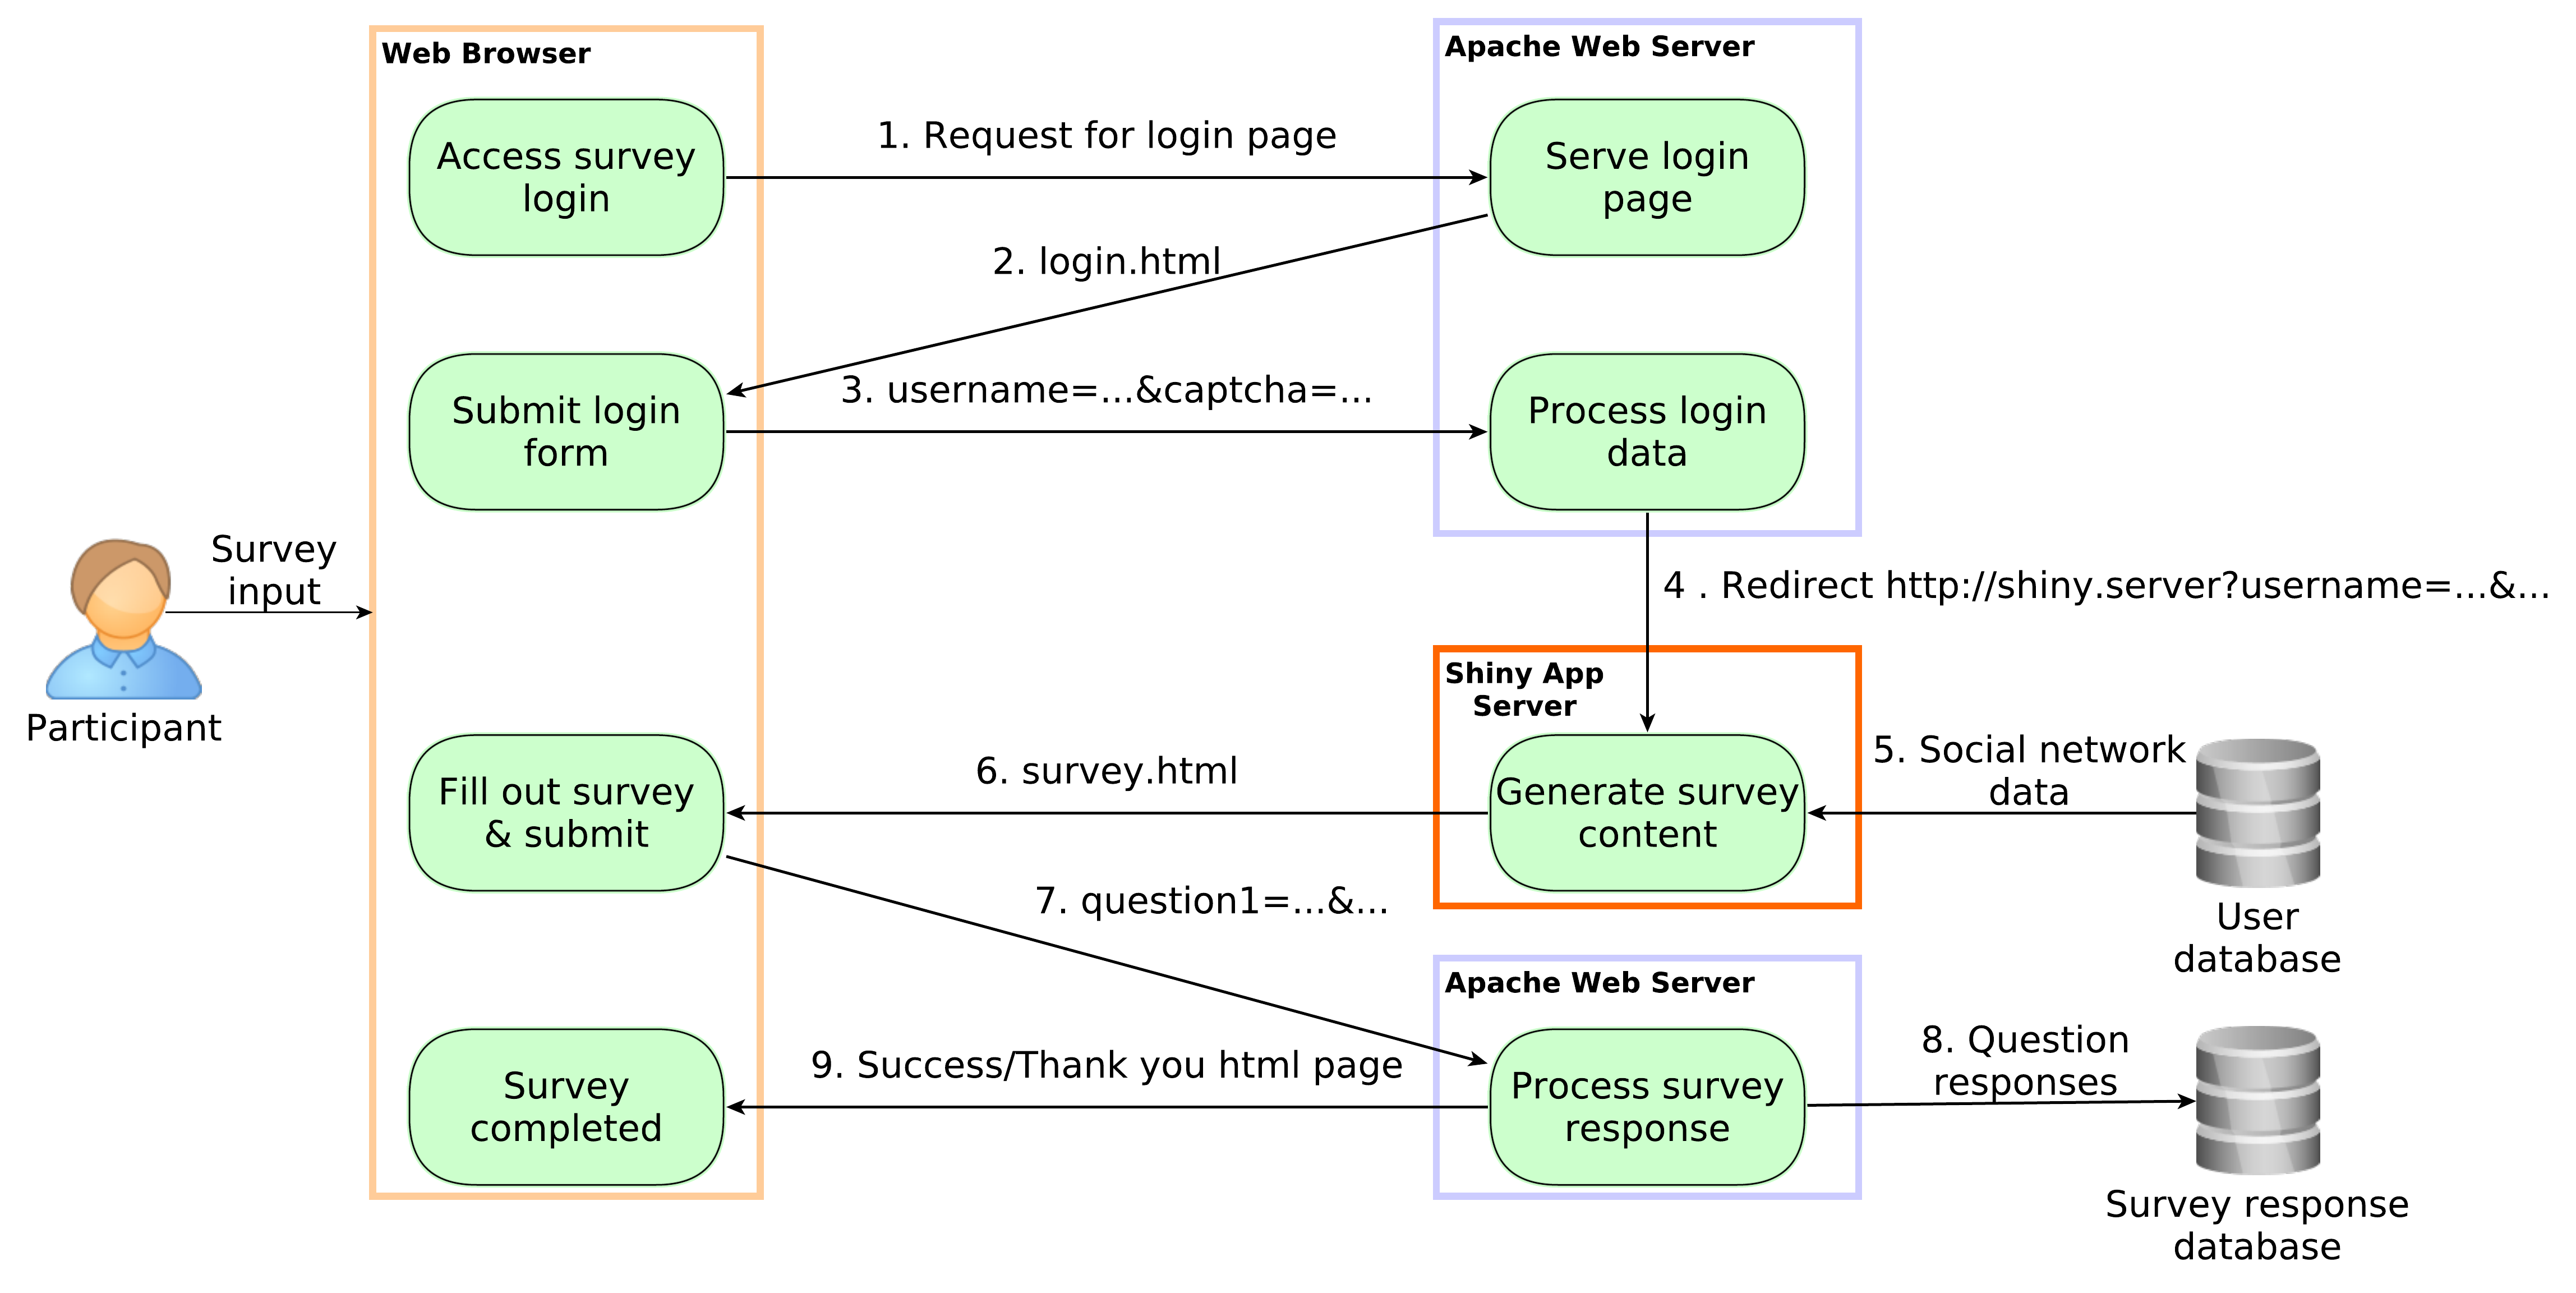 Web Browser
Apache Web Server
Access survey
login
1. Request for login page
Serve login
page
2. login.html
Submit login
form
3. username=...&captcha=...
Process login
data
Survey
input
Participant
4 . Redirect http://shiny.server?username=...&...
Shiny App
Server
Fill out survey
& submit
6. survey.html
Generate survey
content
5. Social network
data
User
database
7. question1=...&...
Apache Web Server
Survey
completed
9. Success/Thank you html page
Process survey
response
8. Question
responses
Survey response
database